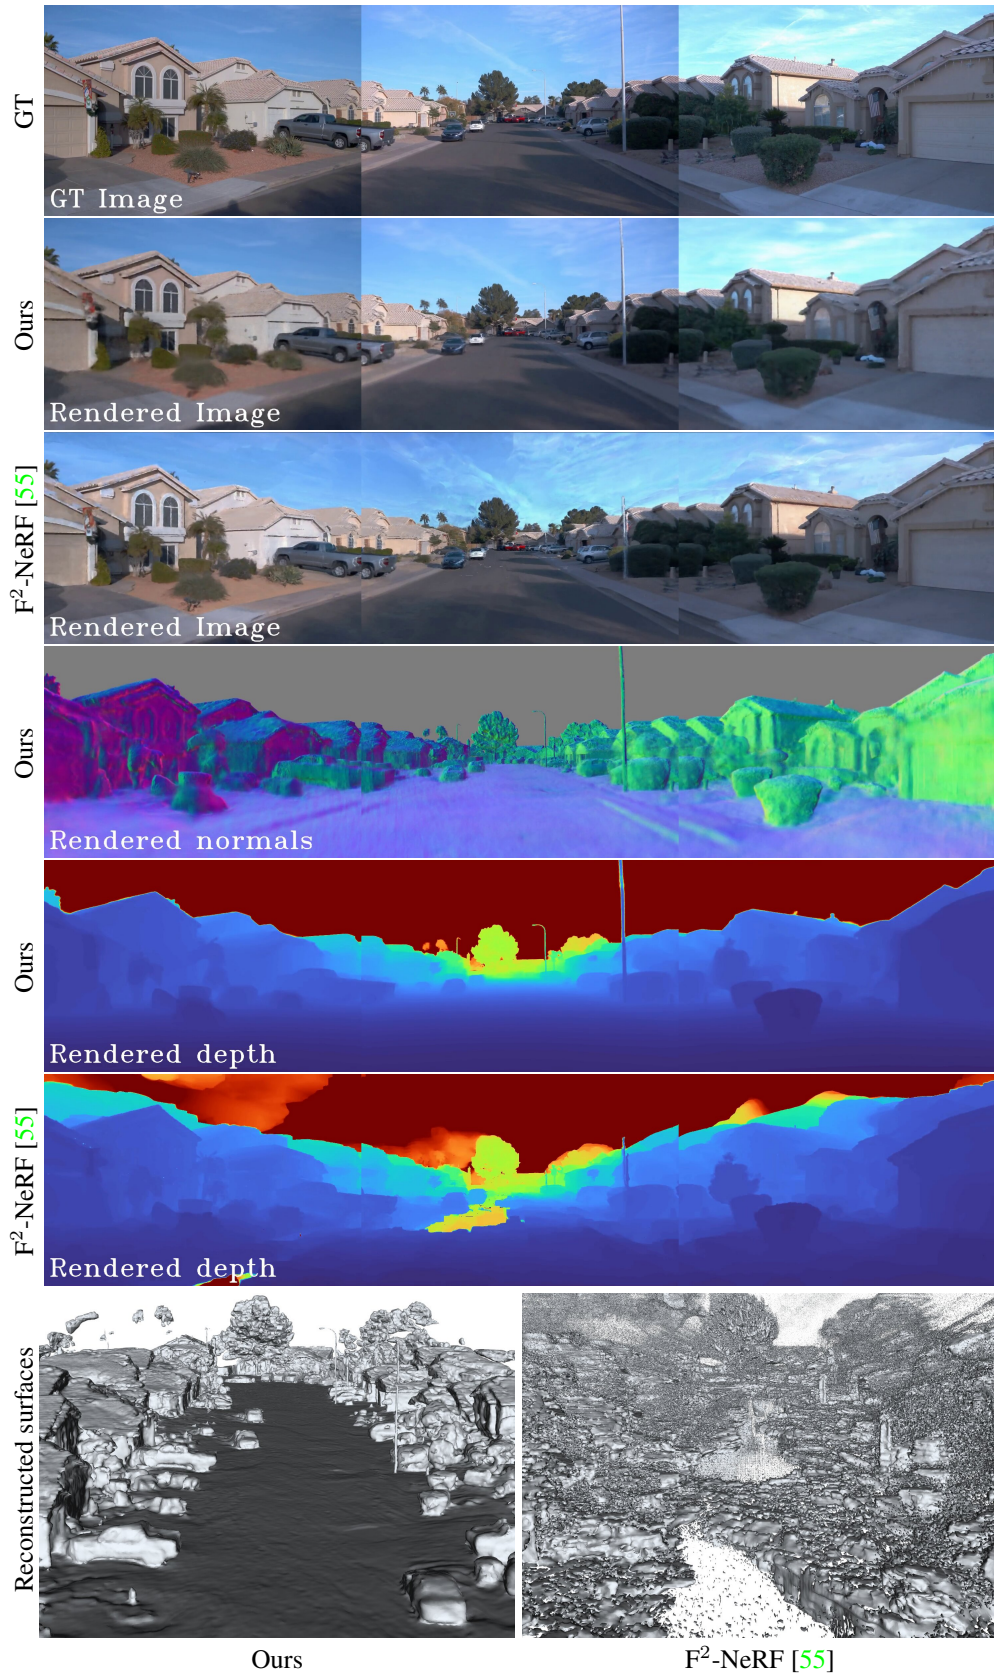 GT
GT Image
Ours
Rendered Image
F²-NeRF [55]
Rendered Image
Ours
Rendered normals
Ours
Rendered depth
F²-NeRF [55]
Rendered depth
Reconstructed surfaces
Ours
F²-NeRF [55]